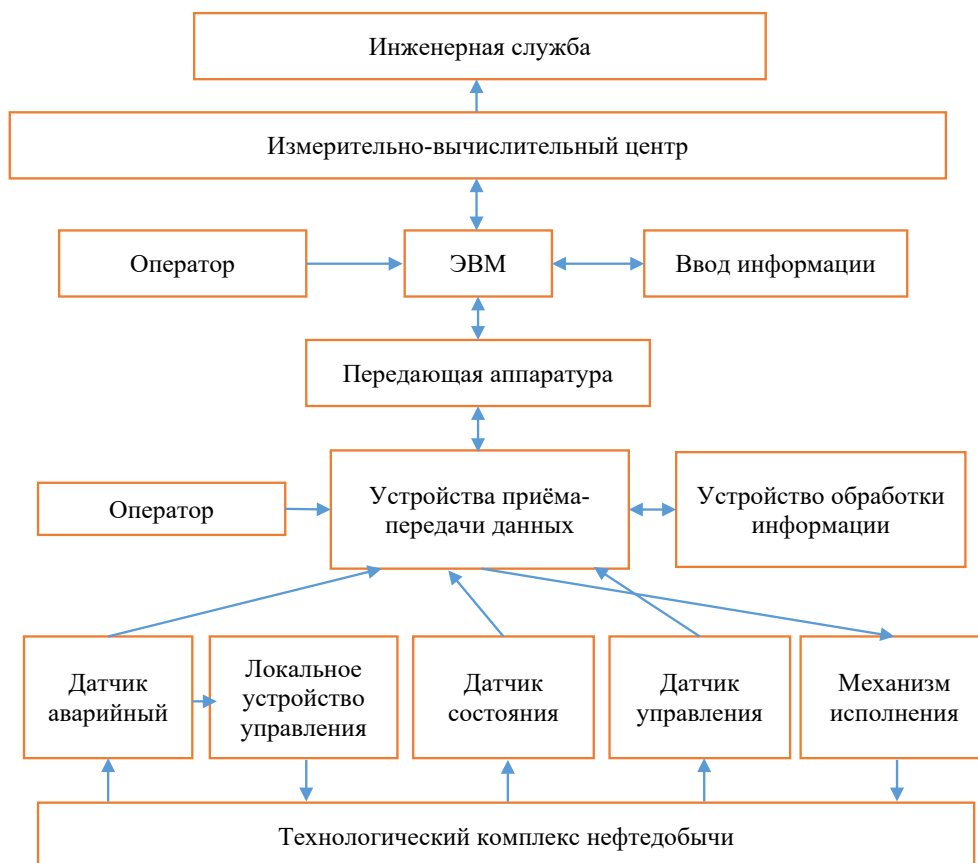 Инженерная служба
Измерительно-вычислительный центр
Оператор
ЭВМ
Ввод информации
Передающая аппаратура
Оператор
Устройства приёма-
передачи данных
Устройство обработки
информации
Датчик
аварийный
Локальное
устройство
управления
Датчик
состояния
Датчик
управления
Механизм
исполнения
Технологический комплекс нефтедобычи